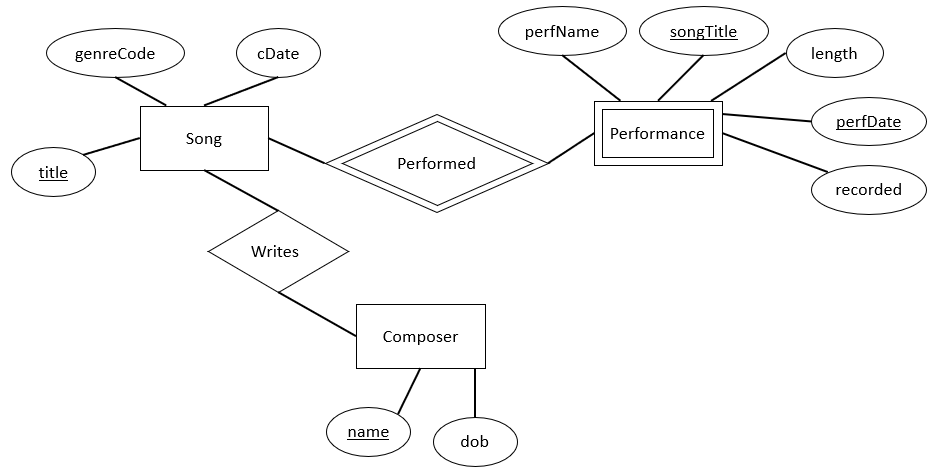 perfName
songTitle
genreCode
cDate
length
perfDate
Song
Performance
Performed
title
recorded
Writes
Composer
name
dob